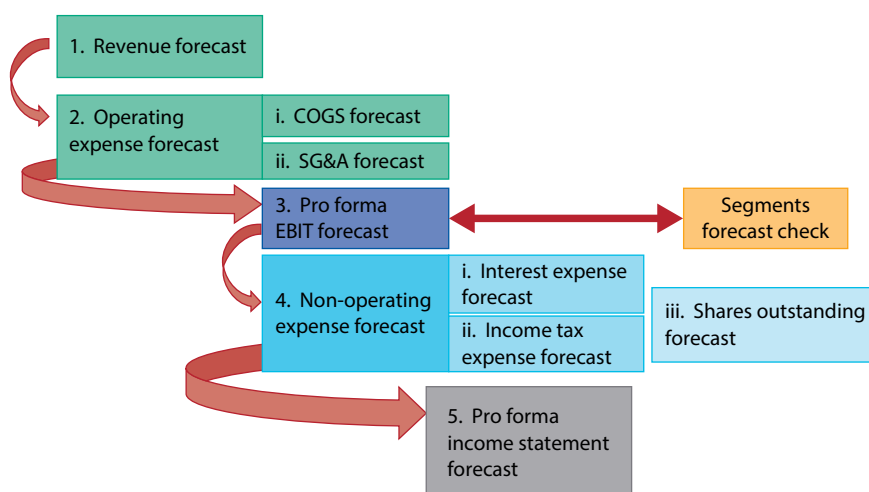 1. Revenue forecast
2. Operating
expense forecast
i. COGS forecast
ii. SG&A forecast
3. Pro forma
EBIT forecast
Segments
forecast check
4. Non-operating
expense forecast
i. Interest expense
forecast
ii. Income tax
expense forecast
iii. Shares outstanding
forecast
5. Pro forma
income statement
forecast